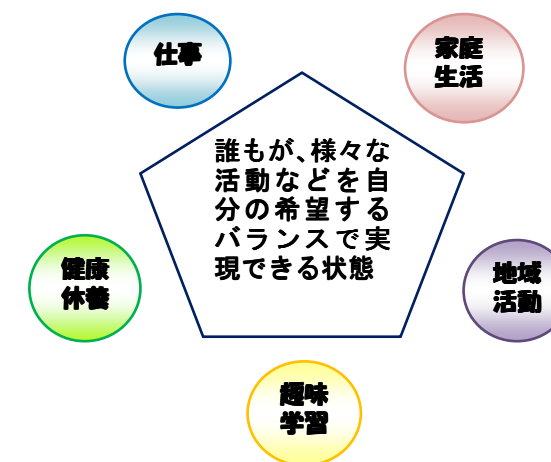 仕事
家庭
生活
誰もが、様々な
活動などを自
分の希望する
バランスで実
現できる状態
健康
休養
地域
活動
趣味
学習